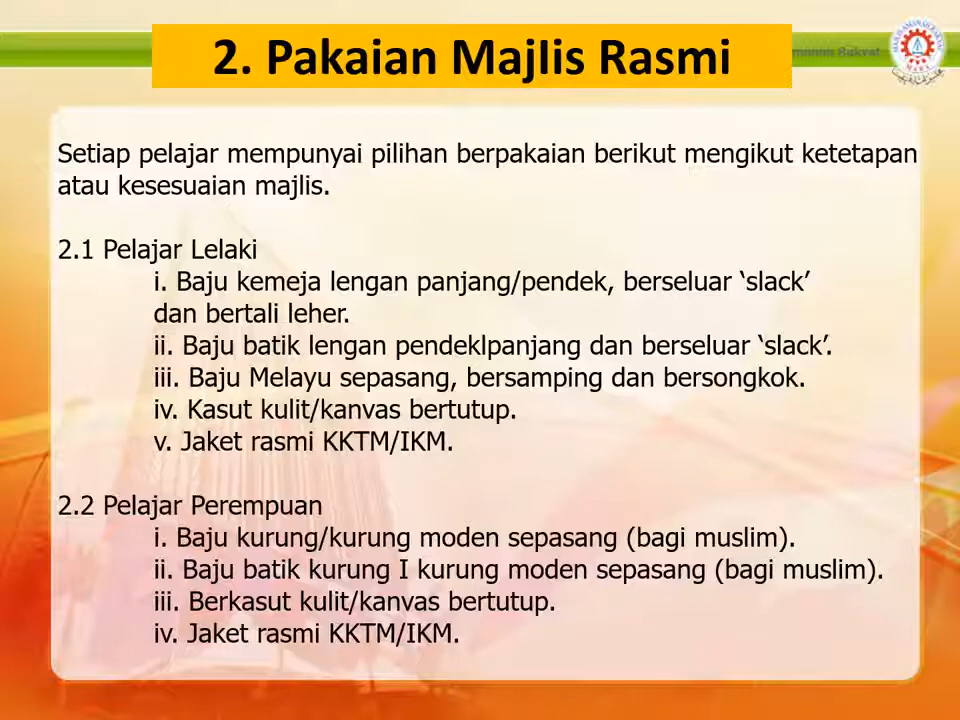 2. Pakaian Majlis Rasmi
Setiap pelajar mempunyai pilihan berpakaian berikut mengikut ketetapan
atau kesesuaian majlis.
2.1 Pelajar Lelaki
i. Baju kemeja lengan panjang/pendek, berseluar ‘slack’
dan bertali leher.
ii. Baju batik lengan pendeklpanjang dan berseluar ‘slack’.
iii. Baju Melayu sepasang, bersamping dan bersongkok.
iv. Kasut kulit/kanvas bertutup.
v. Jaket rasmi KKTM/IKM.
2.2 Pelajar Perempuan
i. Baju kurung/kurung moden sepasang (bagi muslim).
ii. Baju batik kurung I kurung moden sepasang (bagi muslim).
iii. Berkasut kulit/kanvas bertutup.
iv. Jaket rasmi KKTM/IKM.